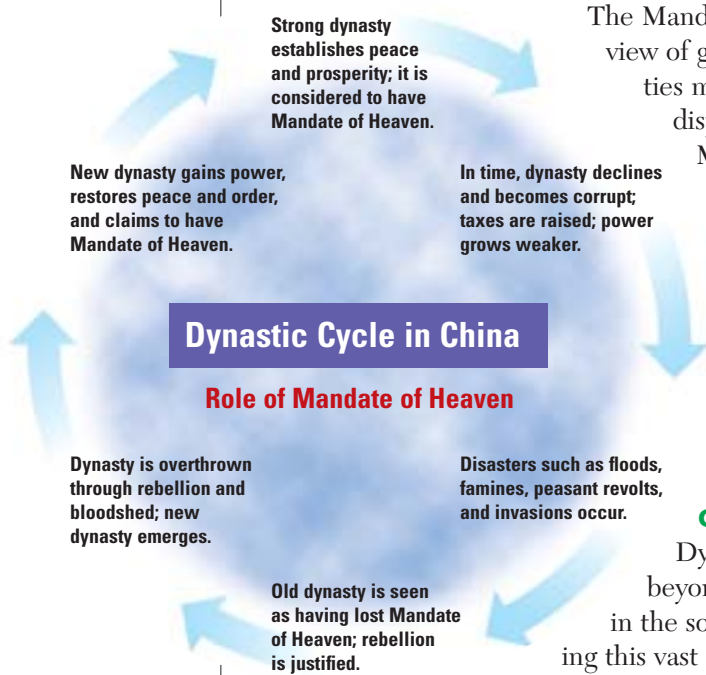 Strong dynasty
establishes peace
and prosperity; it is
considered to have
Mandate of Heaven.
In time, dynasty declines
and becomes corrupt;
taxes are raised; power
grows weaker.
Disasters such as floods,
famines, peasant revolts,
and invasions occur.
Old dynasty is seen
as having lost Mandate
of Heaven; rebellion
is justified.
Dynasty is overthrown
through rebellion and
bloodshed; new
dynasty emerges.
New dynasty gains power,
restores peace and order,
and claims to have
Mandate of Heaven.
Dynastic Cycle in China
Role of Mandate of Heaven
The Mand
view of g
ties m
dis
M
Dy
beyon
in the so
ing this vast